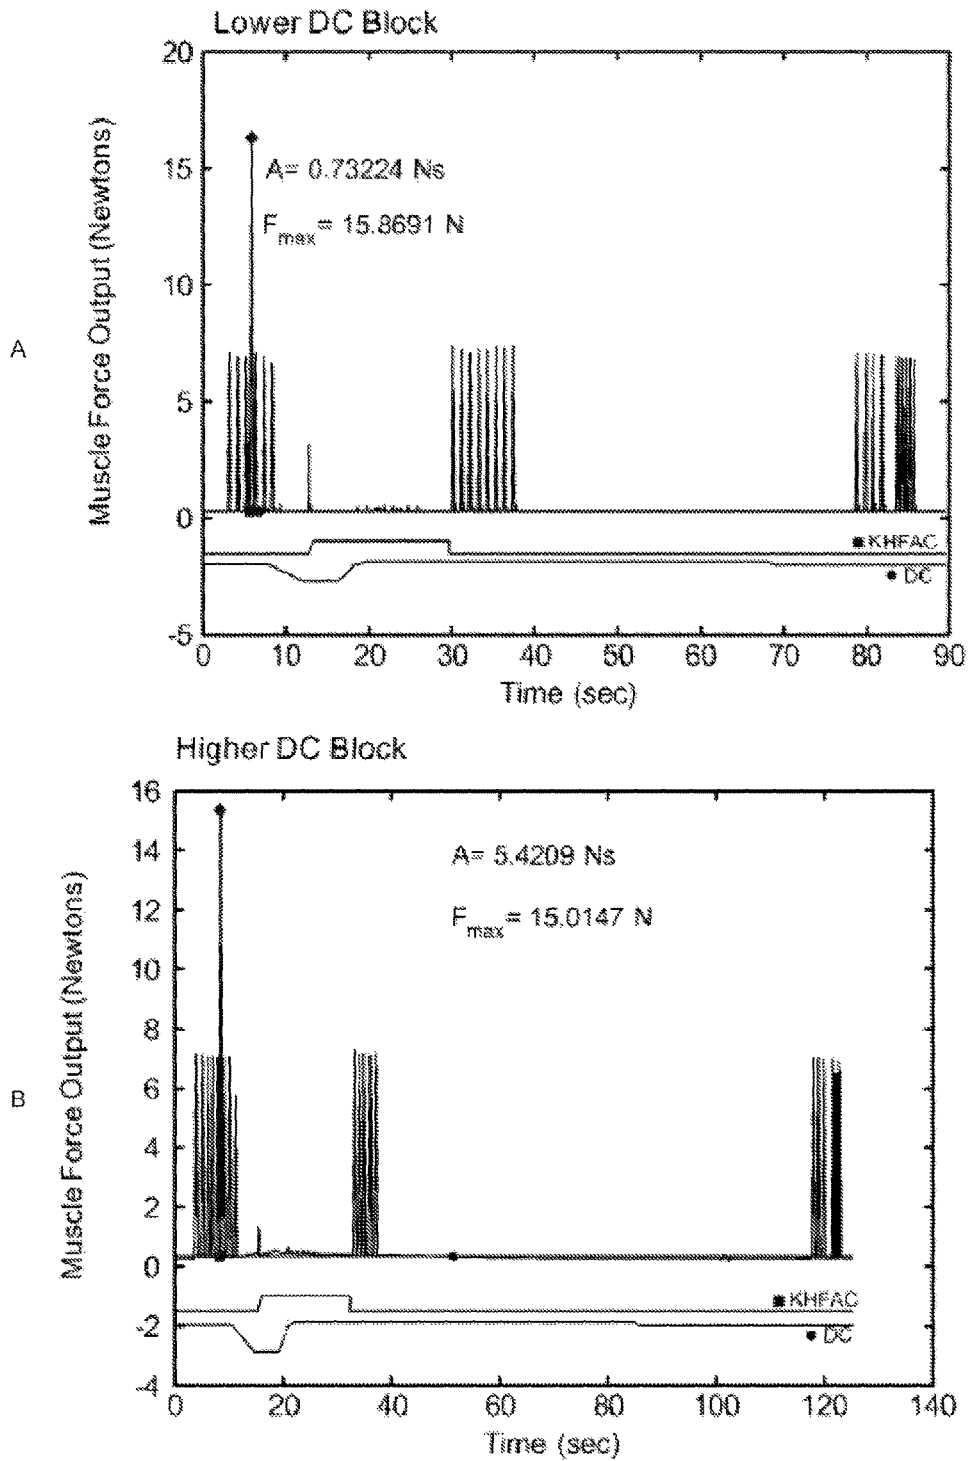 Lower DC Block
20
15
10
5
0
-5
Muscle Force Output (Newtons)
A= 0.73224 Ns
Fmax= 15.8691 N
A
KHFAC
DC
0 10 20 30 40 50 60 70 80 90
Time (sec)
Higher DC Block
16
14
12
10
8
6
4
2
0
-2
-4
Muscle Force Output (Newtons)
A= 5.4209 Ns
Fmax= 15.0147 N
B
KHFAC
DC
0 20 40 60 80 100 120 140
Time (sec)